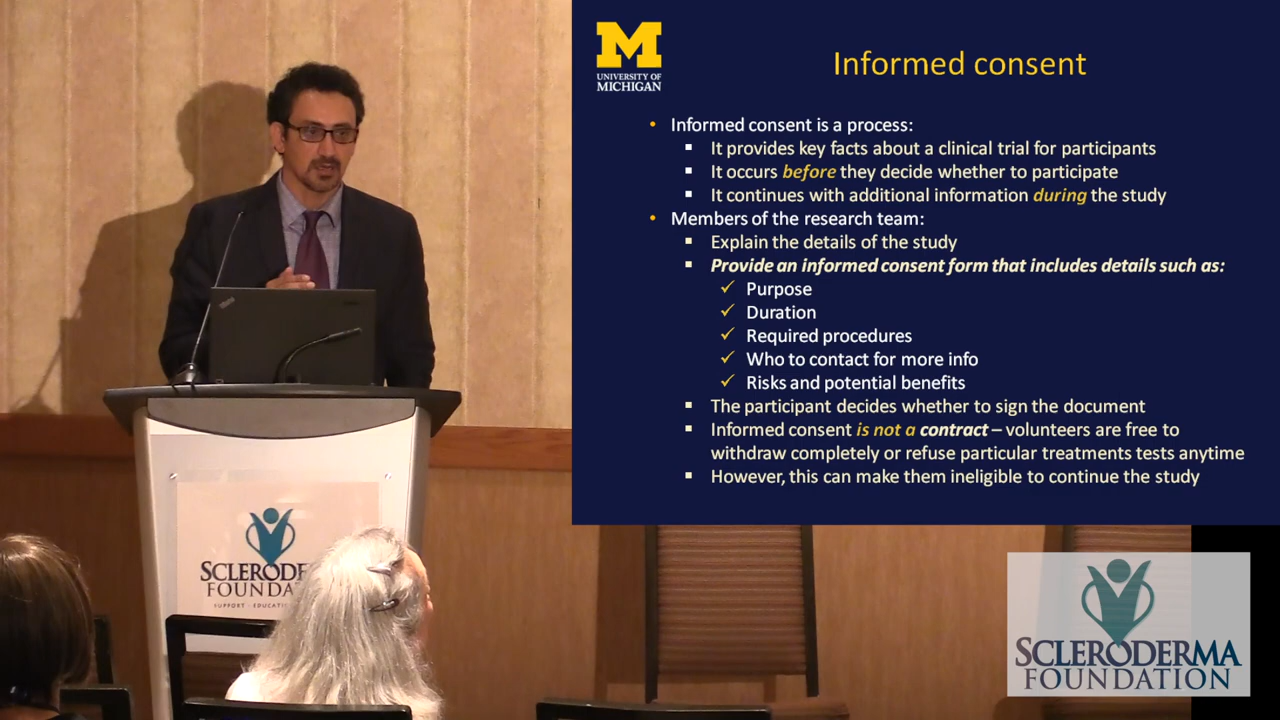 UNIVERSITY OF
MICHIGAN
Informed consent
• Informed consent is a process:
▪ It provides key facts about a clinical trial for participants
▪ It occurs before they decide whether to participate
▪ It continues with additional information during the study
• Members of the research team:
▪ Explain the details of the study
▪ Provide an informed consent form that includes details such as:
✓ Purpose
✓ Duration
✓ Required procedures
✓ Who to contact for more info
✓ Risks and potential benefits
▪ The participant decides whether to sign the document
▪ Informed consent is not a contract – volunteers are free to
withdraw completely or refuse particular treatments tests anytime
▪ However, this can make them ineligible to continue the study
ThinkPad
SCLERODE
FOUNDA
SUPPORT · EDUCATI
SCLERODERMA
FOUNDATION